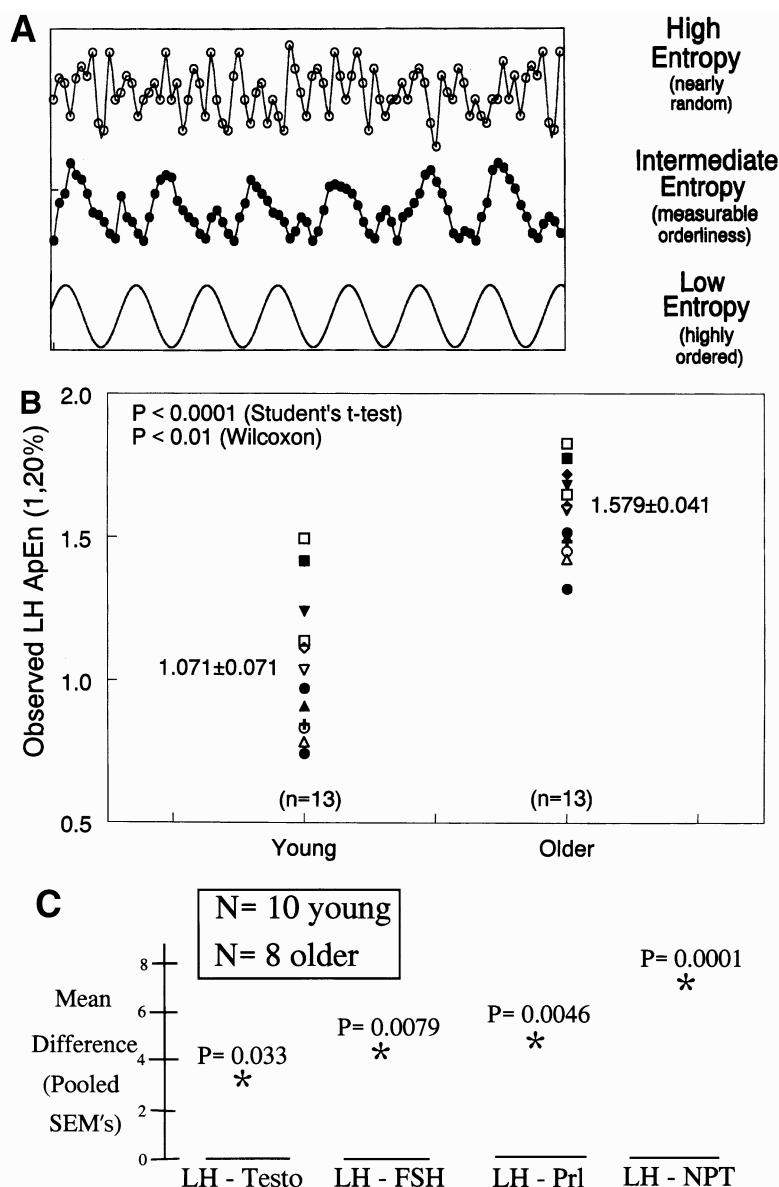 A
High
Entropy
(nearly
random)
Intermediate
Entropy
(measurable
orderliness)
Low
Entropy
(highly
ordered)
B
Observed LH ApEn (1,20%)
2.0
1.5
1.0
0.5
P < 0.0001 (Student's t-test)
P < 0.01 (Wilcoxon)
1.071±0.071
1.579±0.041
(n=13)
(n=13)
Young
Older
C
N= 10 young
N= 8 older
Mean
Difference
(Pooled
SEM's)
8
6
4
2
0
P= 0.033
*
P= 0.0079
*
P= 0.0046
*
P= 0.0001
*
LH - Testo
LH - FSH
LH - Prl
LH - NPT